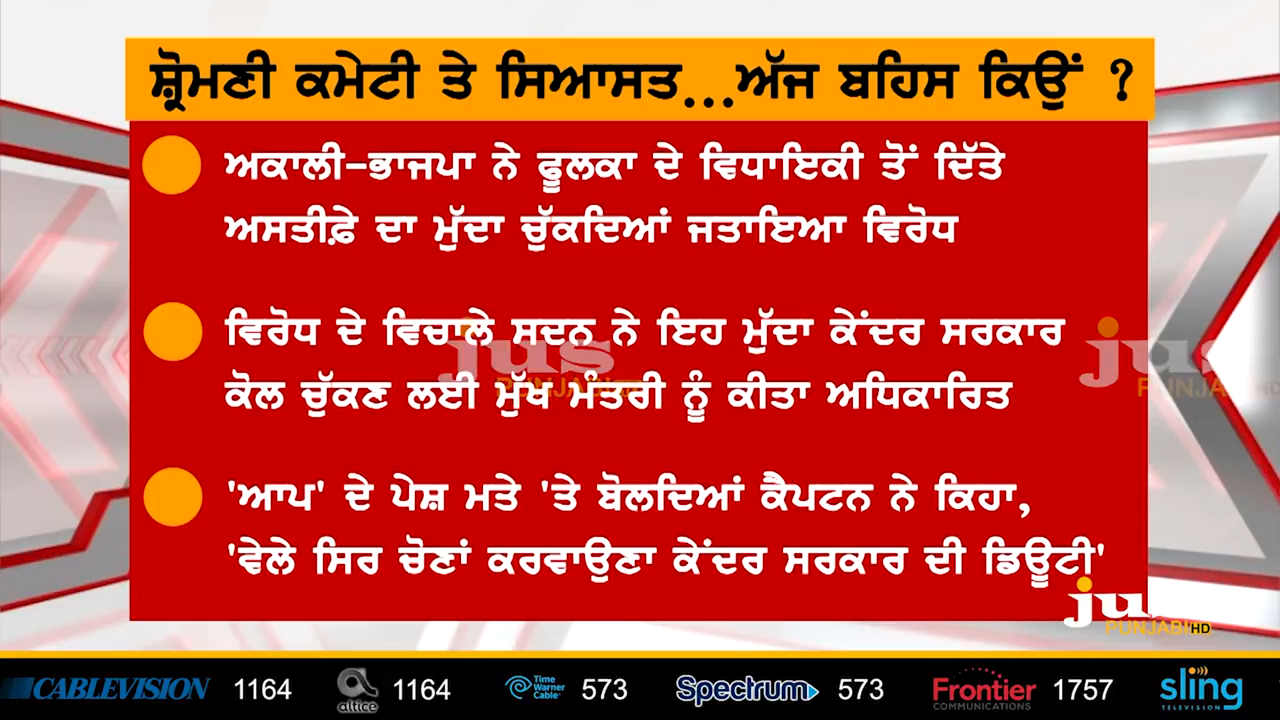 ਸ਼੍ਰੋਮਣੀ ਕਮੇਟੀ ਤੇ ਸਿਆਸਤ...ਅੱਜ ਬਹਿਸ ਕਿਉਂ ?
ਅਕਾਲੀ-ਭਾਜਪਾ ਨੇ ਫੂਲਕਾ ਦੇ ਵਿਧਾਇਕੀ ਤੋਂ ਦਿੱਤੇ
ਅਸਤੀਫ਼ੇ ਦਾ ਮੁੱਦਾ ਚੁੱਕਦਿਆਂ ਜਤਾਇਆ ਵਿਰੋਧ
ਵਿਰੋਧ ਦੇ ਵਿਚਾਲੇ ਸਦਨ ਨੇ ਇਹ ਮੁੱਦਾ ਕੇਂਦਰ ਸਰਕਾਰ
jus
PUNJABI
jus
PUNJABI
ਕੋਲ ਚੁੱਕਣ ਲਈ ਮੁੱਖ ਮੰਤਰੀ ਨੂੰ ਕੀਤਾ ਅਧਿਕਾਰਿਤ
'ਆਪ' ਦੇ ਪੇਸ਼ ਮਤੇ 'ਤੇ ਬੋਲਦਿਆਂ ਕੈਪਟਨ ਨੇ ਕਿਹਾ,
'ਵੇਲੇ ਸਿਰ ਚੋਣਾਂ ਕਰਵਾਉਣਾ ਕੇਂਦਰ ਸਰਕਾਰ ਦੀ ਡਿਊਟੀ'
jus
PUNJABI HD
CABLEVISION 1164 altice 1164 Time Warner Cable 573 Spectrum 573 Frontier COMMUNICATIONS 1757 sling TELEVISION